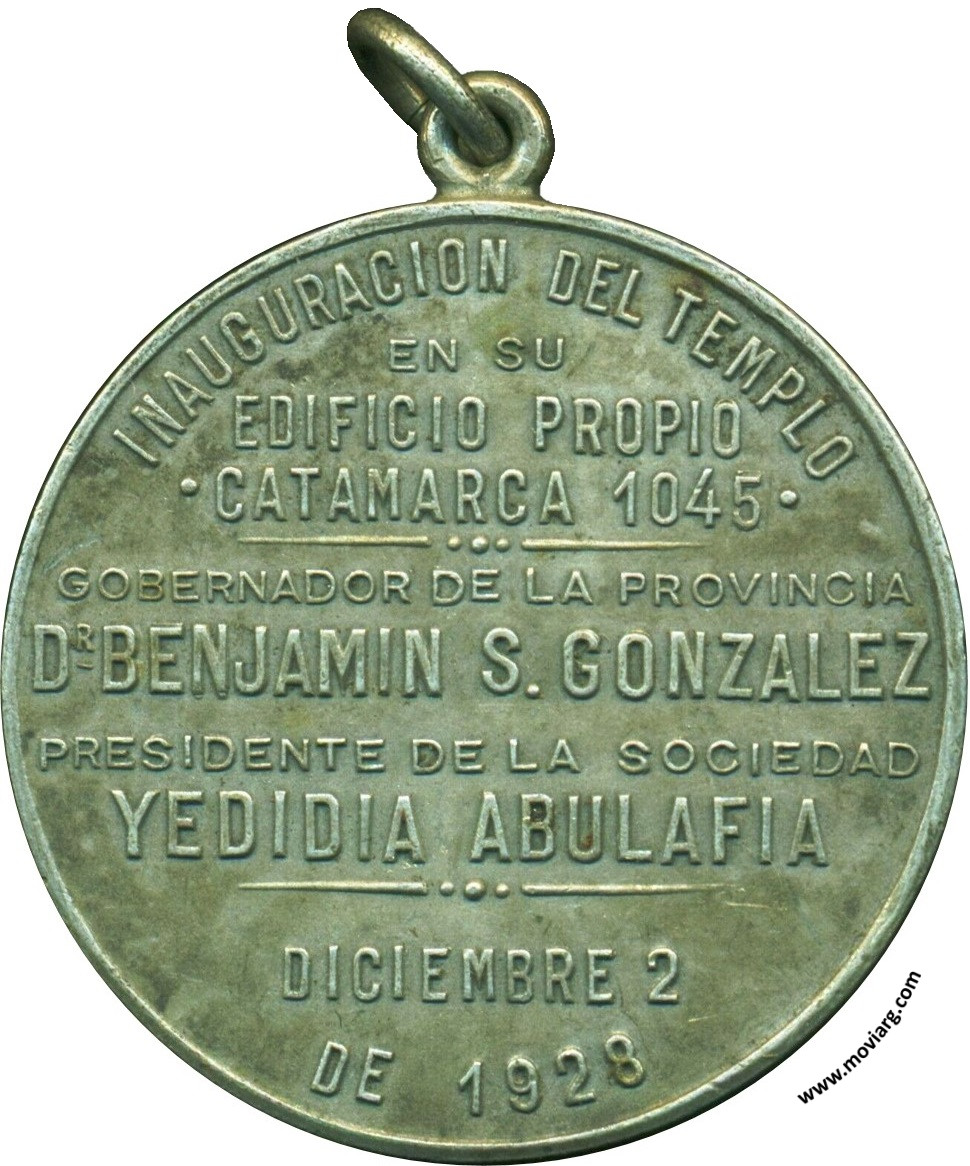 INAUGURACION DEL TEMPLO
EN SU
EDIFICIO PROPIO
· CATAMARCA 1045 ·
GOBERNADOR DE LA PROVINCIA
Dᴿ BENJAMIN S. GONZALEZ
PRESIDENTE DE LA SOCIEDAD
YEDIDIA ABULAFIA
DICIEMBRE 2
DE 1928
www.moviarg.com